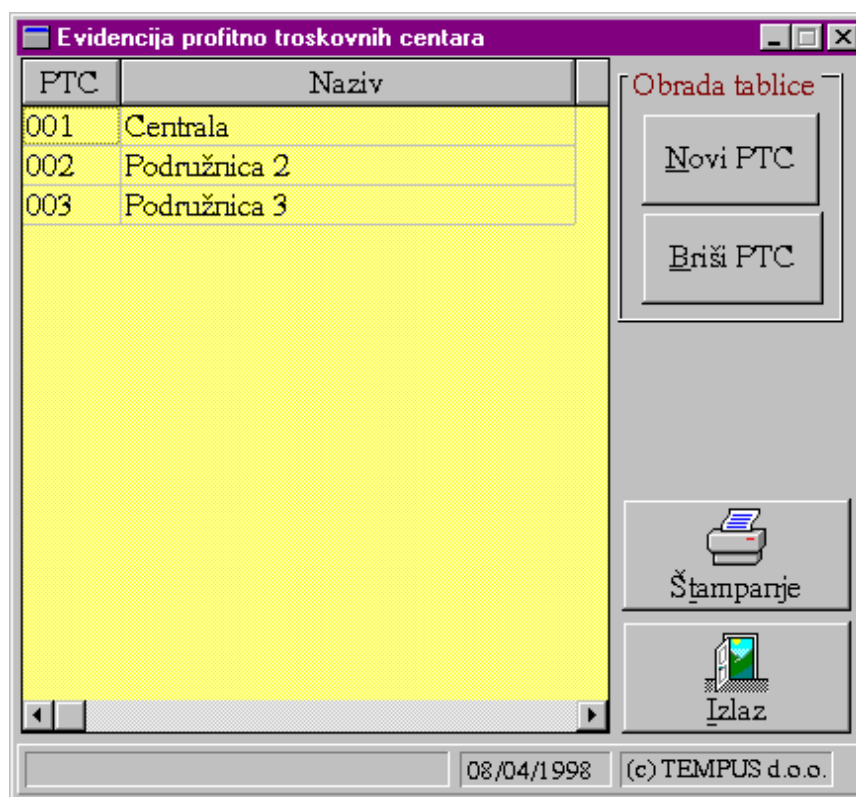 Evidencija profitno troskovnih centara
PTC Naziv
001 Centrala
002 Podružnica 2
003 Podružnica 3
Obrada tablice
Novi PTC
Briši PTC
Štampanje
Izlaz
08/04/1998 (c) TEMPUS d.o.o.